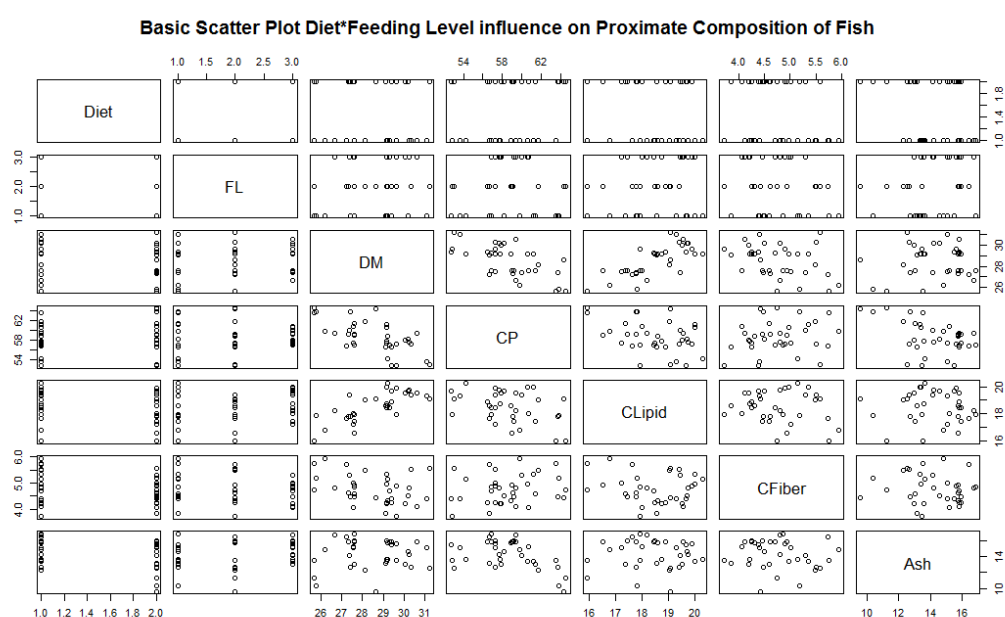 Basic Scatter Plot Diet*Feeding Level influence on Proximate Composition of Fish
1.0 1.5 2.0 2.5 3.0 54 58 62 4.0 4.5 5.0 5.5 6.0
Diet
1.0 1.4 1.8
1.0 2.0 3.0
FL
DM
26 28 30
54 58 62
CP
CLipid
16 18 20
4.0 5.0 6.0
CFiber
Ash
10 14
1.0 1.2 1.4 1.6 1.8 2.0 26 27 28 29 30 31 16 17 18 19 20 10 12 14 16